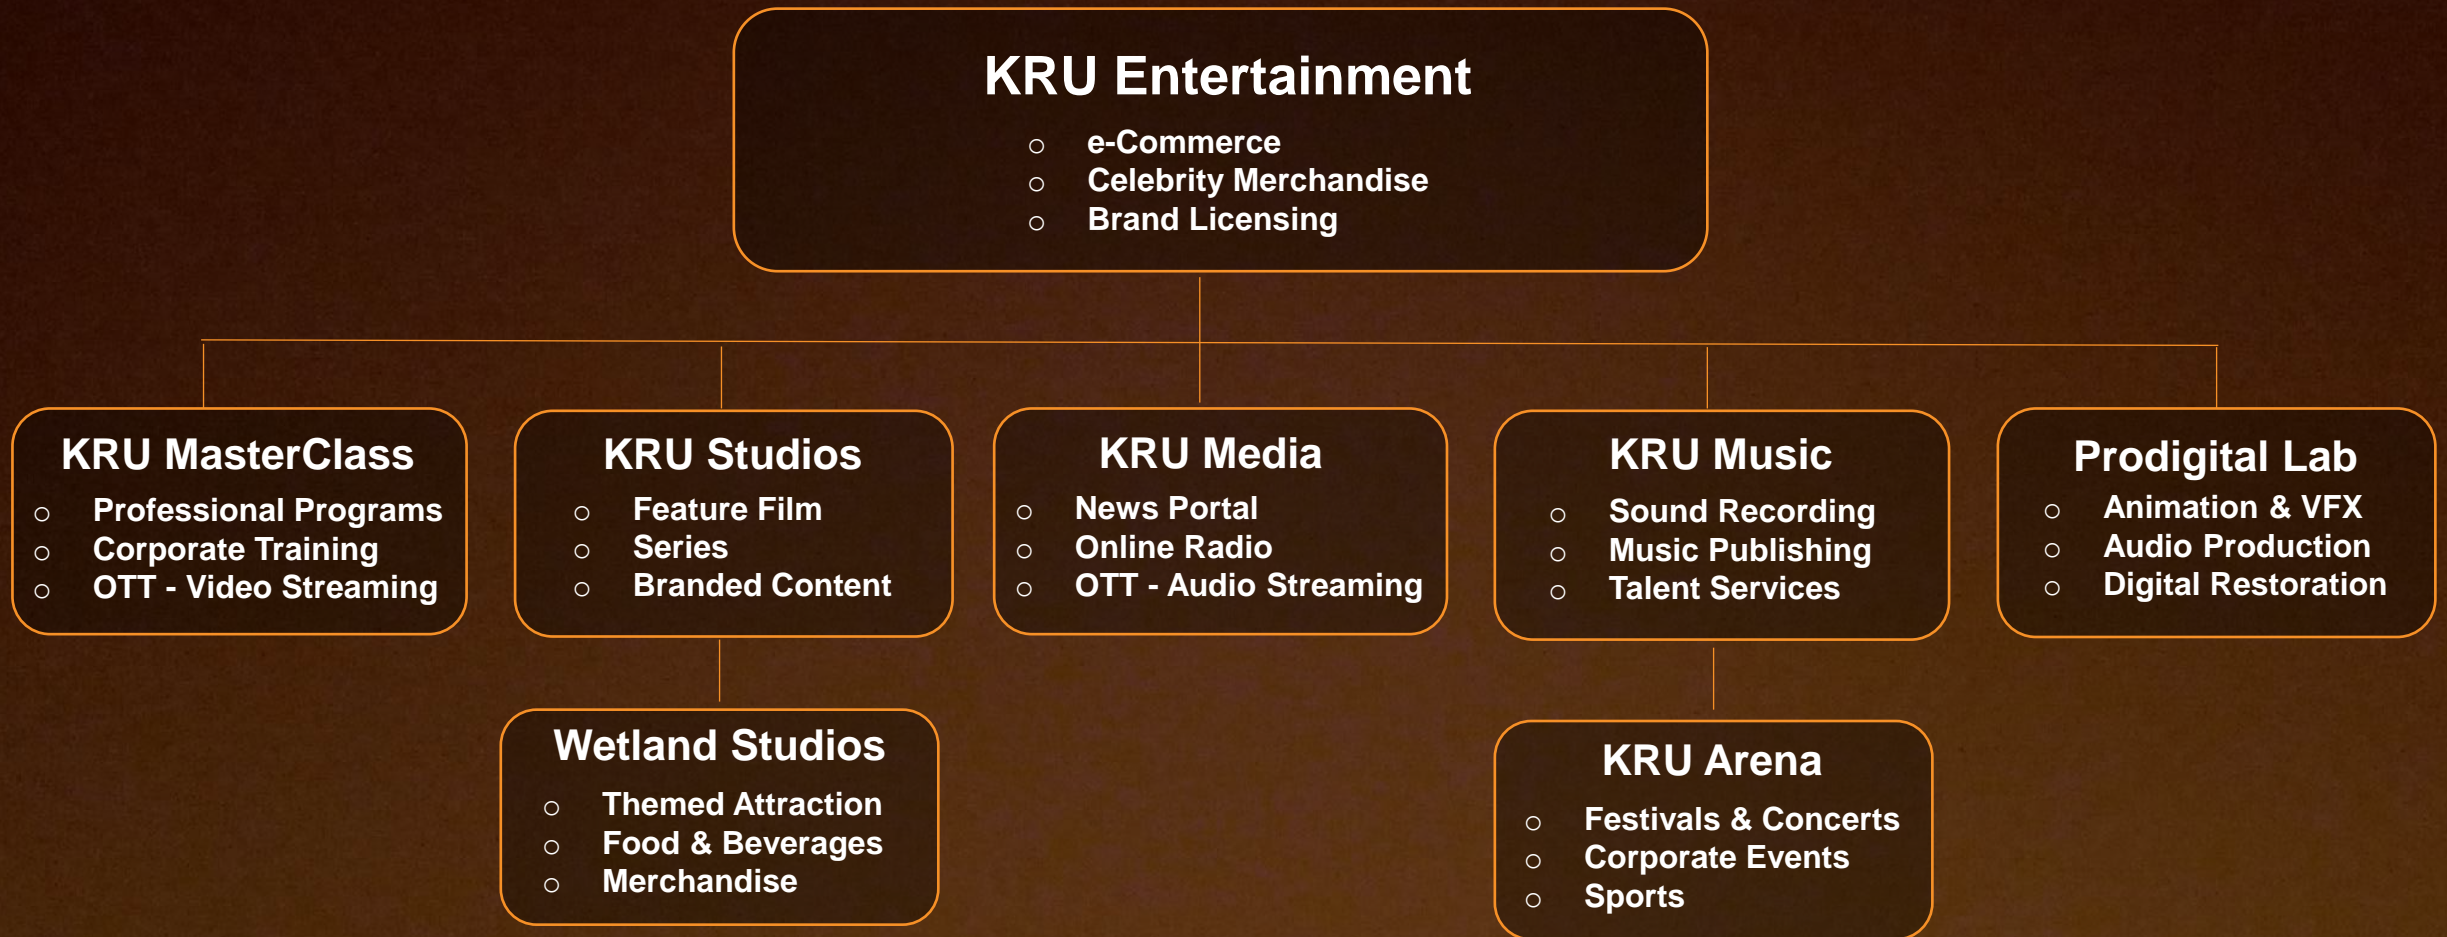 KRU Entertainment
e-Commerce
Celebrity Merchandise
Brand Licensing
KRU MasterClass
Professional Programs
Corporate Training
OTT - Video Streaming
KRU Studios
Feature Film
Series
Branded Content
KRU Media
News Portal
Online Radio
OTT - Audio Streaming
KRU Music
Sound Recording
Music Publishing
Talent Services
Prodigital Lab
Animation & VFX
Audio Production
Digital Restoration
Wetland Studios
Themed Attraction
Food & Beverages
Merchandise
KRU Arena
Festivals & Concerts
Corporate Events
Sports